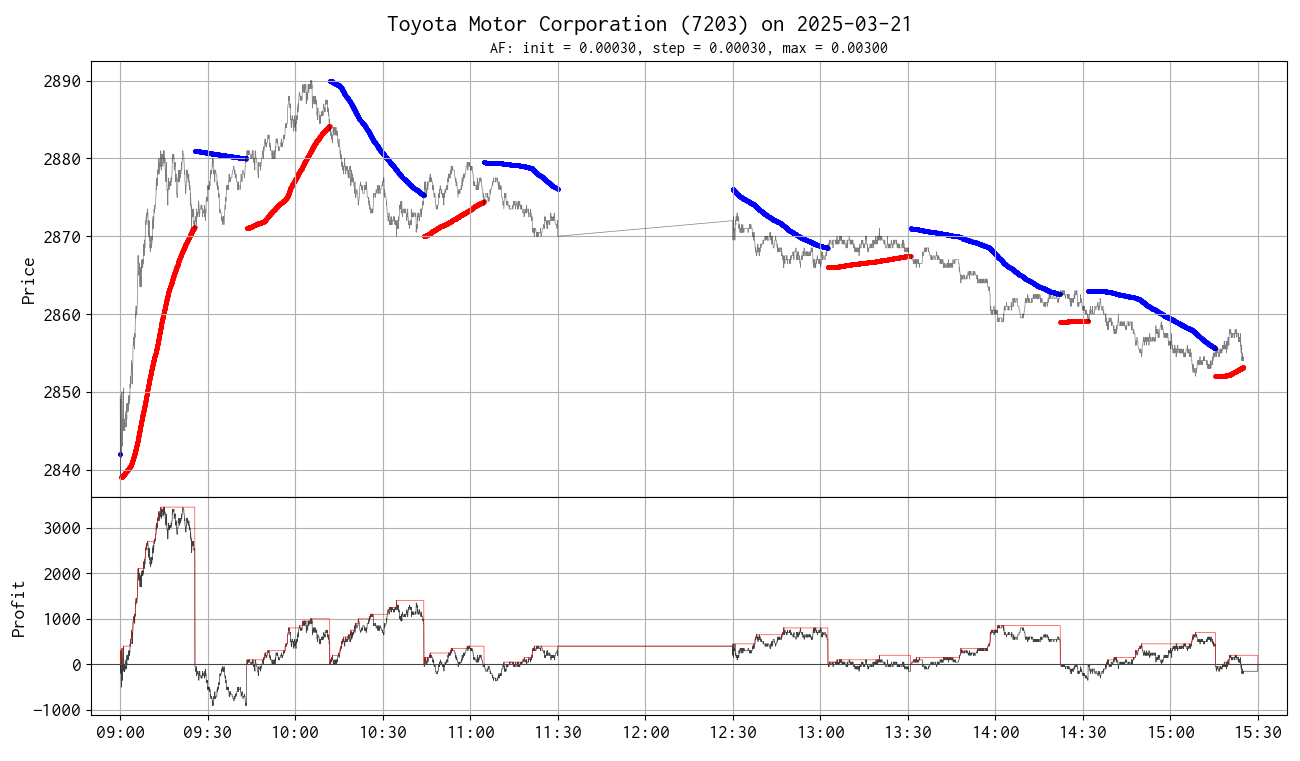 Toyota Motor Corporation (7203) on 2025-03-21
AF: init = 0.00030, step = 0.00030, max = 0.00300
Price
2890
2880
2870
2860
2850
2840
Profit
3000
2000
1000
0
−1000
09:00 09:30 10:00 10:30 11:00 11:30 12:00 12:30 13:00 13:30 14:00 14:30 15:00 15:30